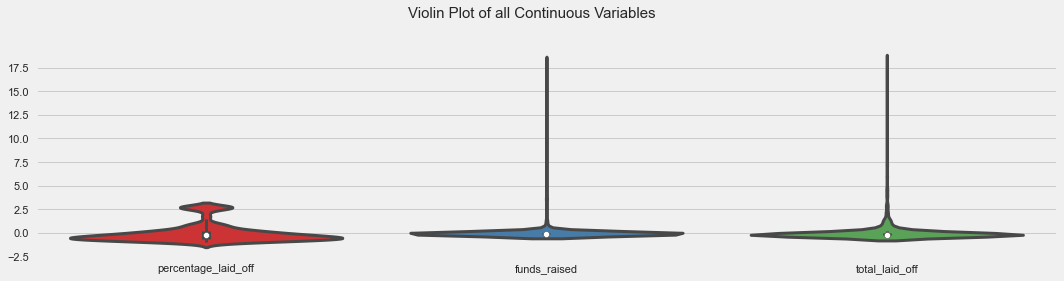 Violin Plot of all Continuous Variables
17.5
15.0
12.5
10.0
7.5
5.0
2.5
0.0
−2.5
percentage_laid_off
funds_raised
total_laid_off